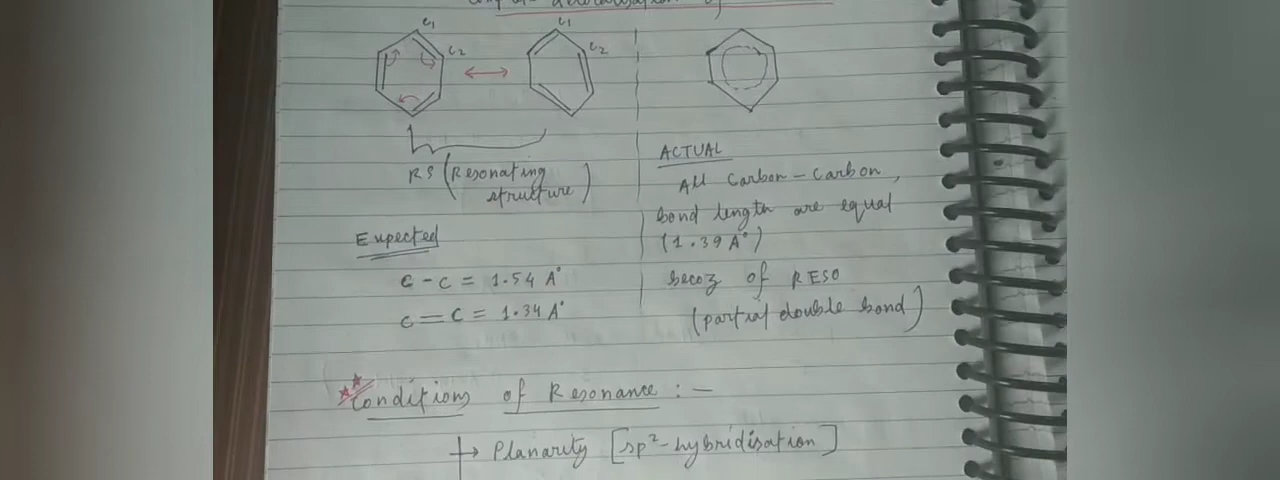 C1
C2
C1
C2
RS (Resonating
structure)
Expected
C - C = 1.54 A°
C = C = 1.34 A°
ACTUAL
All Carbon - Carbon,
bond length are equal
(1.39 A°)
becoz of RESO
(partial double bond)
Conditions of Resonance : -
→ Planarity [sp²-hybridisation]